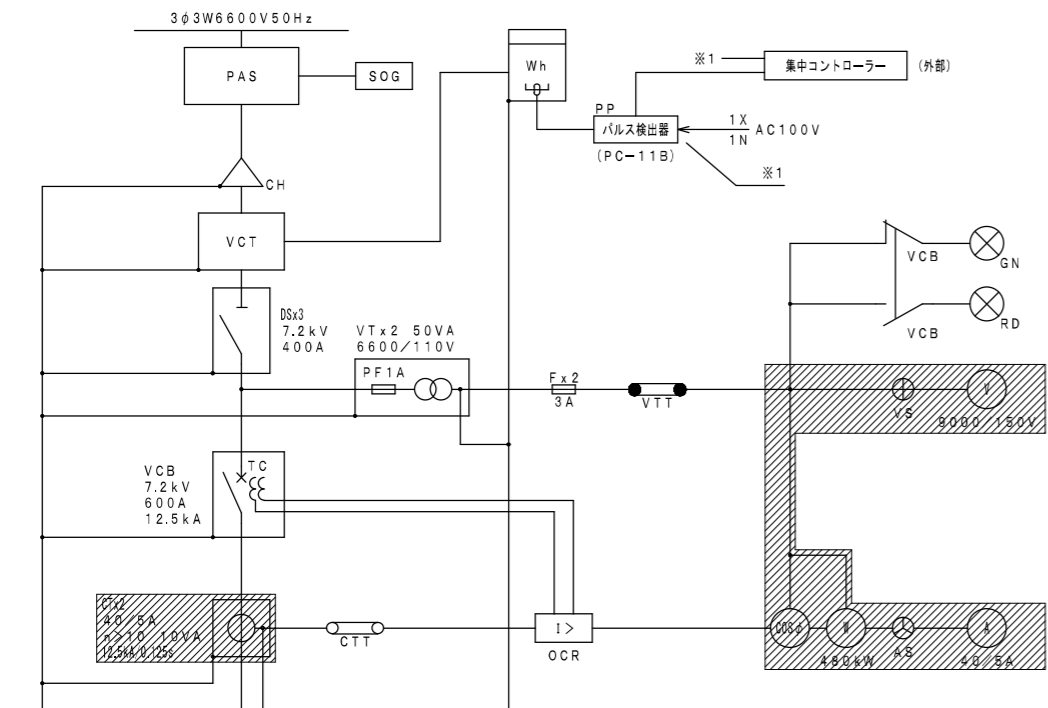 3φ3W6600V50Hz
PAS
SOG
Wh
※1
集中コントローラー
(外部)
PP
パルス検出器
(PC-11B)
1X
1N
AC100V
※1
CH
VCT
VCB
GN
VCB
RD
DSx3
7.2kV
400A
VTx2 50VA
6600/110V
PF1A
Fx2
3A
VTT
VS
V
9000/150V
VCB
7.2kV
600A
12.5kA
TC
CTx2
40/5A
n>10 10VA
12.5kA/0.125s
CTT
I>
OCR
COSφ
W
480kW
AS
A
40/5A